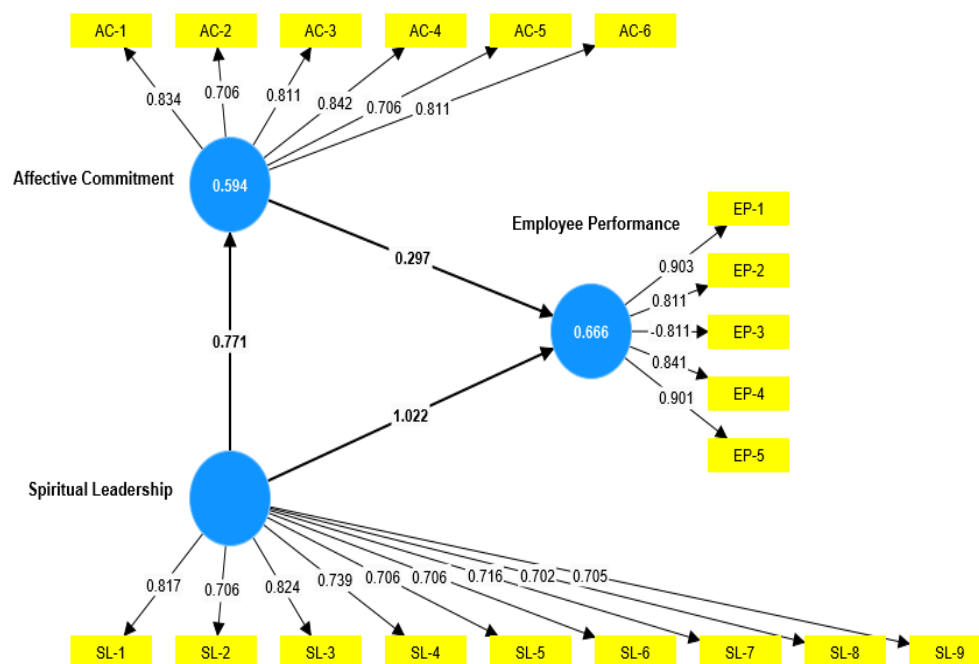 AC-1 AC-2 AC-3 AC-4 AC-5 AC-6
0.834 0.706 0.811 0.842 0.706 0.811
Affective Commitment 0.594
Employee Performance EP-1
0.903
0.297 EP-2
0.811
0.771 0.666 -0.811 EP-3
0.841 EP-4
1.022 0.901
EP-5
Spiritual Leadership
0.817 0.706 0.824 0.739 0.706 0.706 0.716 0.702 0.705
SL-1 SL-2 SL-3 SL-4 SL-5 SL-6 SL-7 SL-8 SL-9